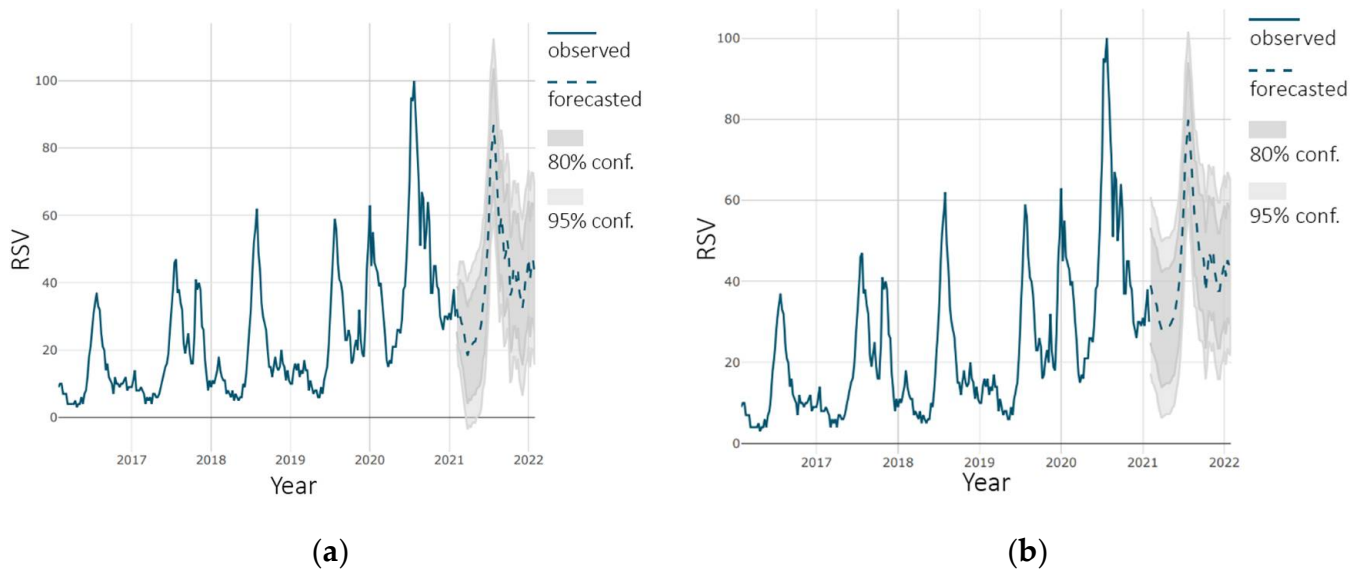 observed
forecasted
80% conf.
95% conf.
100
80
60
40
20
0
RSV
2017 2018 2019 2020 2021 2022
Year
(a)
observed
forecasted
80% conf.
95% conf.
100
80
60
40
20
0
RSV
2017 2018 2019 2020 2021 2022
Year
(b)